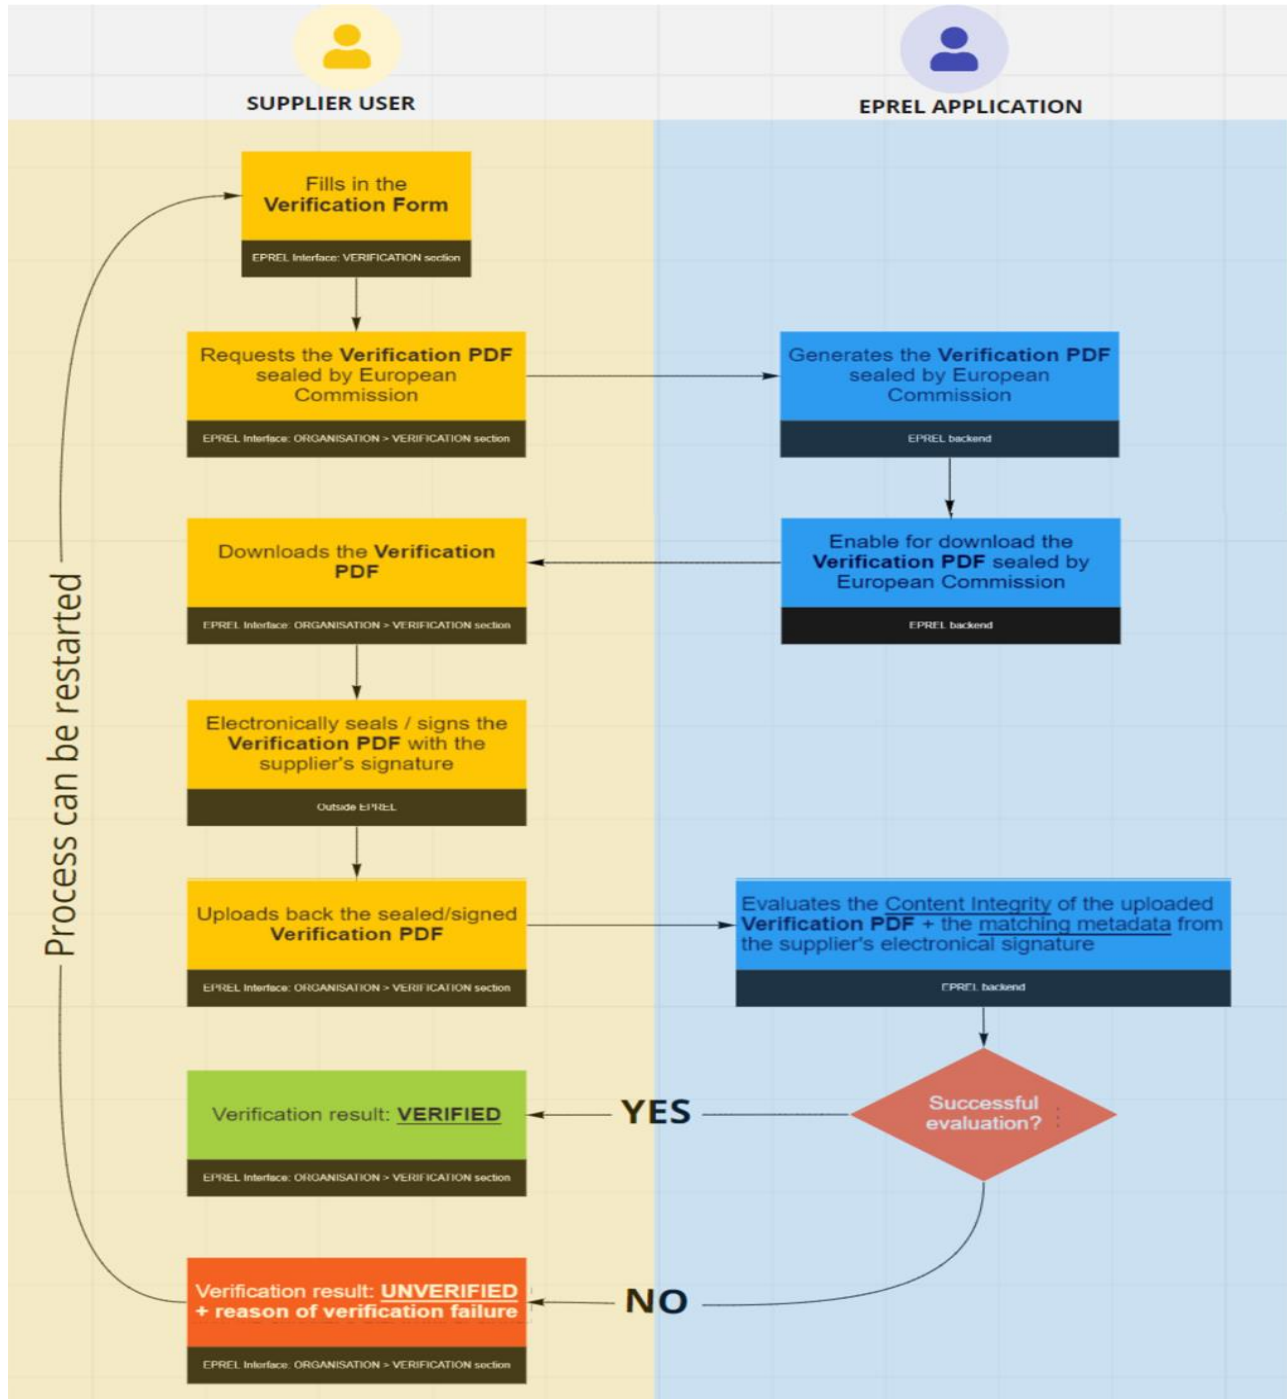 SUPPLIER USER
EPREL APPLICATION
Fills in the
Verification Form
EPREL Interface: VERIFICATION section
Requests the Verification PDF
sealed by European
Commission
EPREL Interface: ORGANISATION > VERIFICATION section
Generates the Verification PDF
sealed by European
Commission
EPREL backend
Downloads the Verification
PDF
EPREL Interface: ORGANISATION > VERIFICATION section
Enable for download the
Verification PDF sealed by
European Commission
EPREL backend
Electronically seals / signs the
Verification PDF with the
supplier's signature
Outside EPREL
Uploads back the sealed/signed
Verification PDF
EPREL Interface: ORGANISATION > VERIFICATION section
Evaluates the Content Integrity of the uploaded
Verification PDF + the matching metadata from
the supplier's electronical signature
EPREL backend
Successful
evaluation?
YES
Verification result: VERIFIED
EPREL Interface: ORGANISATION > VERIFICATION section
NO
Verification result: UNVERIFIED
+ reason of verification failure
EPREL Interface: ORGANISATION > VERIFICATION section
Process can be restarted